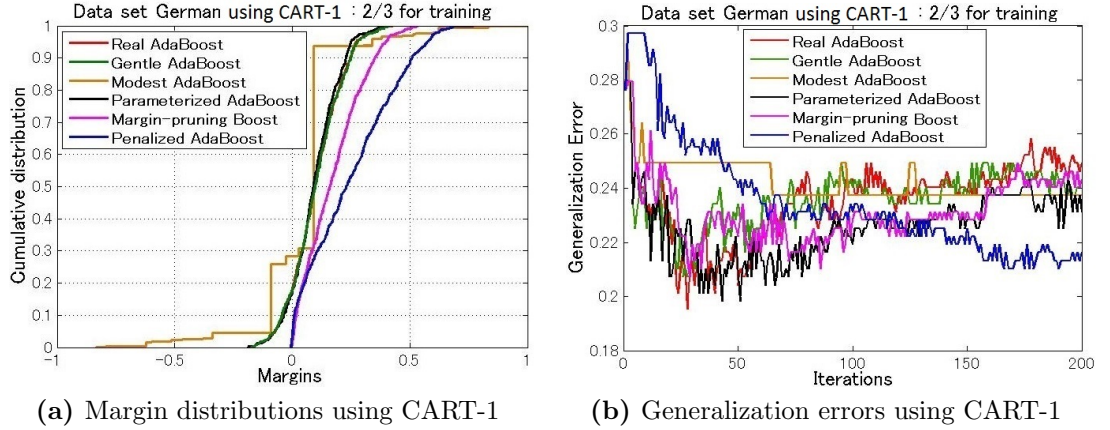 Data set German using CART-1 : 2/3 for training
Cumulative distribution
1
0.9
0.8
0.7
0.6
0.5
0.4
0.3
0.2
0.1
0
Real AdaBoost
Gentle AdaBoost
Modest AdaBoost
Parameterized AdaBoost
Margin-pruning Boost
Penalized AdaBoost
-1
-0.5
0
0.5
1
Margins
(a) Margin distributions using CART-1
Data set German using CART-1 : 2/3 for training
Generalization Error
0.3
0.28
0.26
0.24
0.22
0.2
0.18
Real AdaBoost
Gentle AdaBoost
Modest AdaBoost
Parameterized AdaBoost
Margin-pruning Boost
Penalized AdaBoost
0
50
100
150
200
Iterations
(b) Generalization errors using CART-1